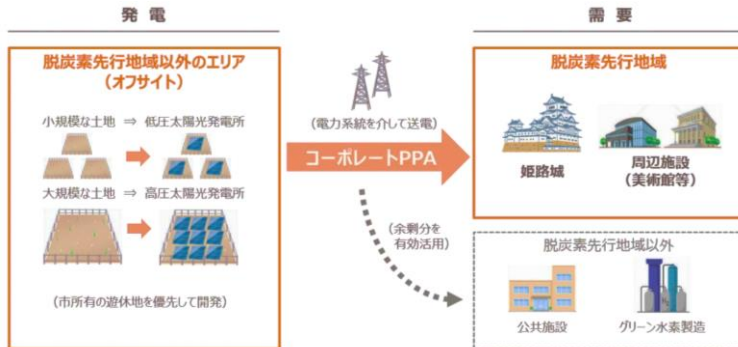 発電
需要
脱炭素先行地域以外のエリア
(オフサイト)
小規模な土地 ⇒ 低圧太陽光発電所
大規模な土地 ⇒ 高圧太陽光発電所
(市所有の遊休地を優先して開発)
(電力系統を介して送電)
コーポレートPPA
(余剰分を
有効活用)
脱炭素先行地域
姫路城
周辺施設
(美術館等)
脱炭素先行地域以外
公共施設
グリーン水素製造